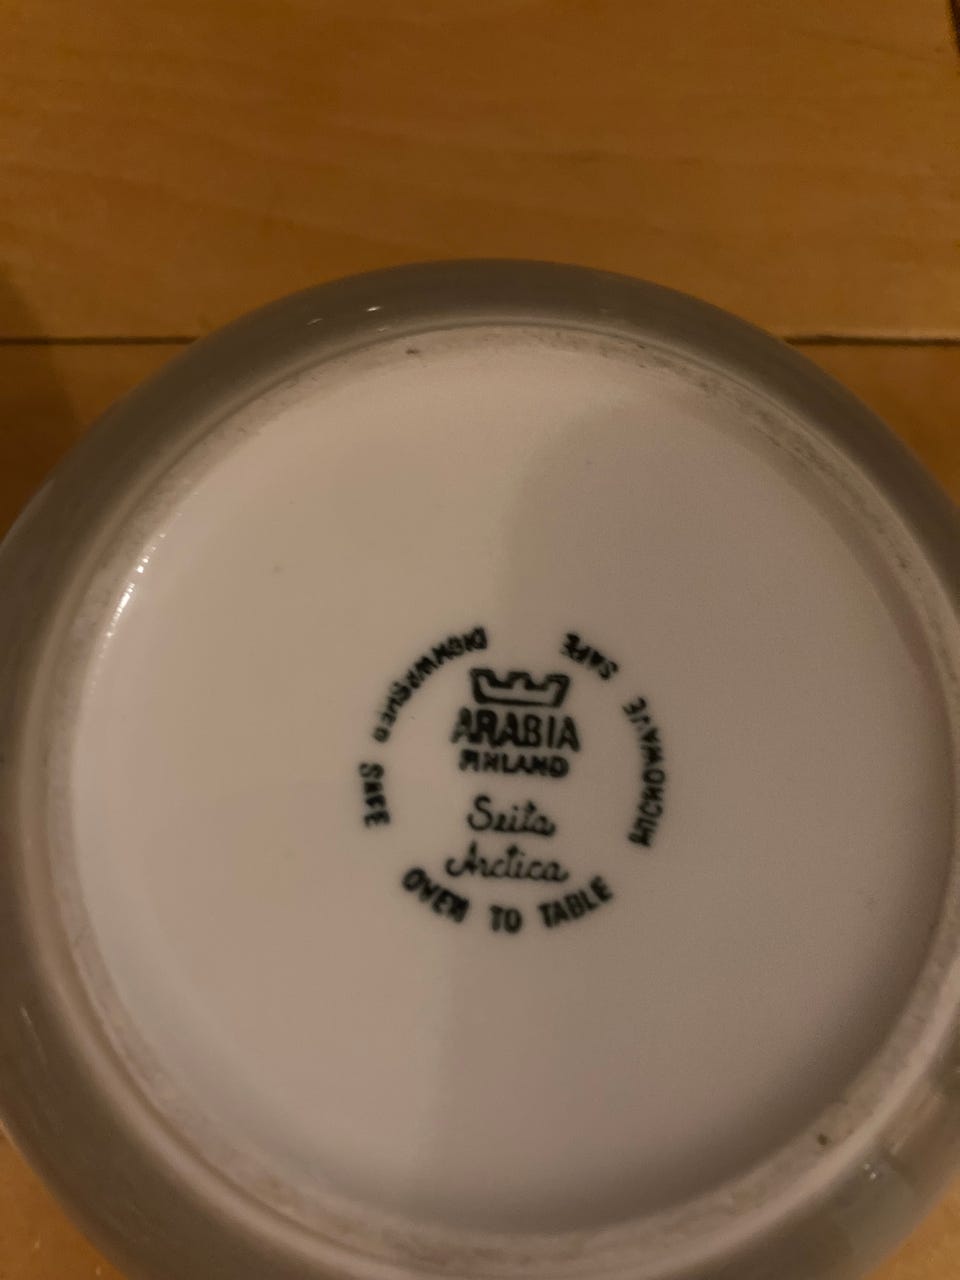 ARABIA
FINLAND
Seita
Arctica
OVEN TO TABLE
MICROWAVE SAFE
DISHWASHER SAFE